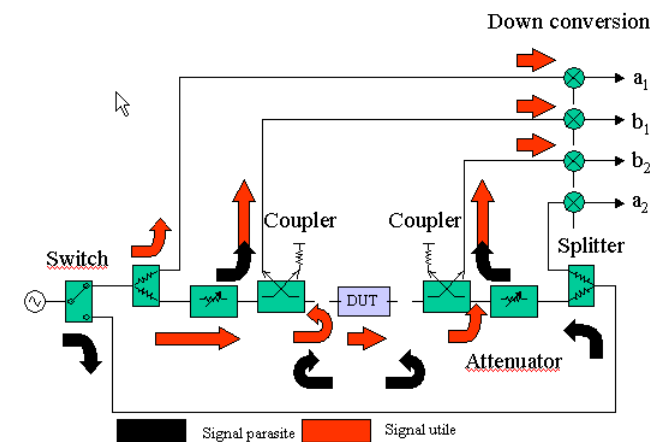 Down conversion
a1
b1
b2
a2
Coupler
Coupler
Splitter
Switch
DUT
Attenuator
Signal parasite
Signal utile